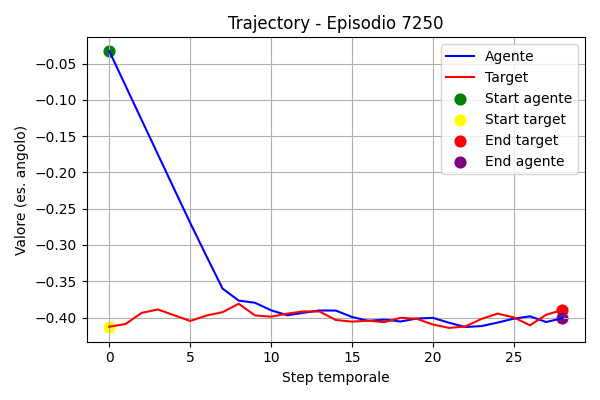 Trajectory - Episodio 7250
Valore (es. angolo)
−0.05
−0.10
−0.15
−0.20
−0.25
−0.30
−0.35
−0.40
Agente
Target
Start agente
Start target
End target
End agente
0 5 10 15 20 25
Step temporale